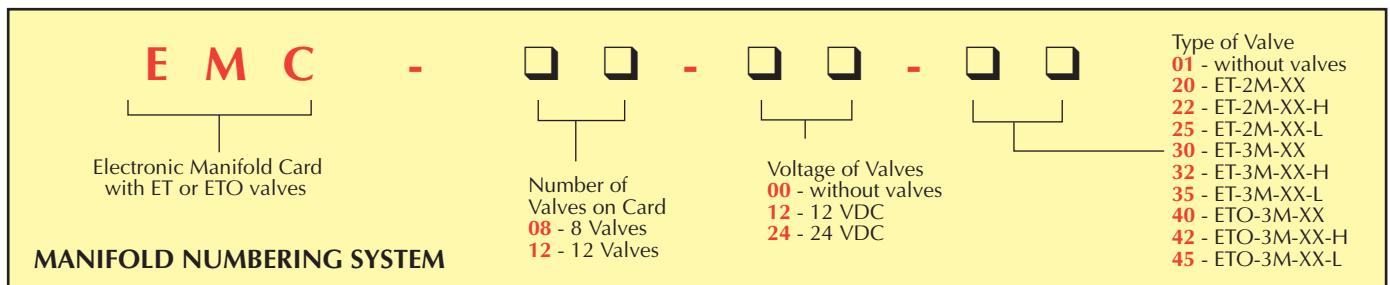 E M C - ❑ ❑ - ❑ ❑ - ❑ ❑
Electronic Manifold Card
with ET or ETO valves
Number of
Valves on Card
08 - 8 Valves
12 - 12 Valves
Voltage of Valves
00 - without valves
12 - 12 VDC
24 - 24 VDC
Type of Valve
01 - without valves
20 - ET-2M-XX
22 - ET-2M-XX-H
25 - ET-2M-XX-L
30 - ET-3M-XX
32 - ET-3M-XX-H
35 - ET-3M-XX-L
40 - ETO-3M-XX
42 - ETO-3M-XX-H
45 - ETO-3M-XX-L
MANIFOLD NUMBERING SYSTEM